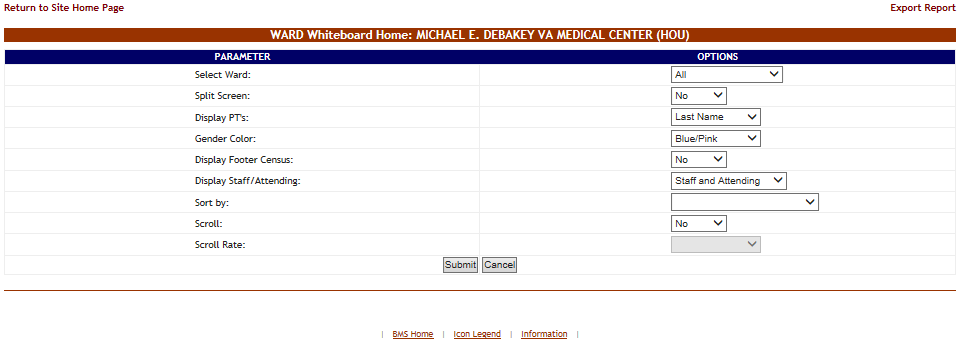 Return to Site Home Page Export Report
WARD Whiteboard Home: MICHAEL E. DEBAKEY VA MEDICAL CENTER (HOU)
PARAMETER OPTIONS
Select Ward: All
Split Screen: No
Display PT's: Last Name
Gender Color: Blue/Pink
Display Footer Census: No
Display Staff/Attending: Staff and Attending
Sort by:
Scroll: No
Scroll Rate:
Submit Cancel
| BMS Home | Icon Legend | Information |